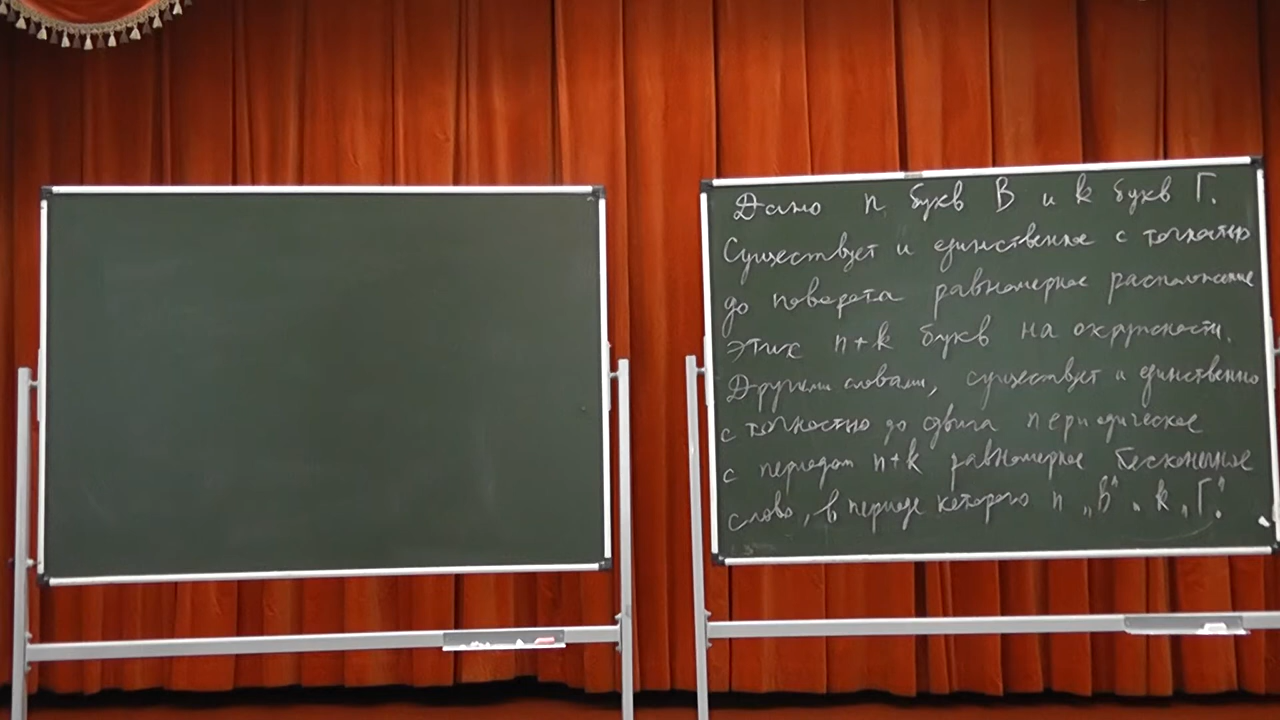 Дано n букв В и k букв Г.
Существует и единственное с точностью
до поворота равномерное расположение
этих n+k букв на окружности.
Другими словами, существует и единственно
с точностью до сдвига периодическое
с периодом n+k равномерное бесконечное
слово, в периоде которого n „В“ и k „Г“.